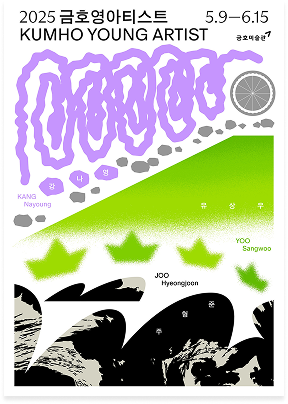 2025 금호영아티스트
5.9—6.15
KUMHO YOUNG ARTIST
금호미술관
강 나 영
KANG
Nayoung
유 상 우
YOO
Sangwoo
JOO
Hyeongjoon
주 형 준